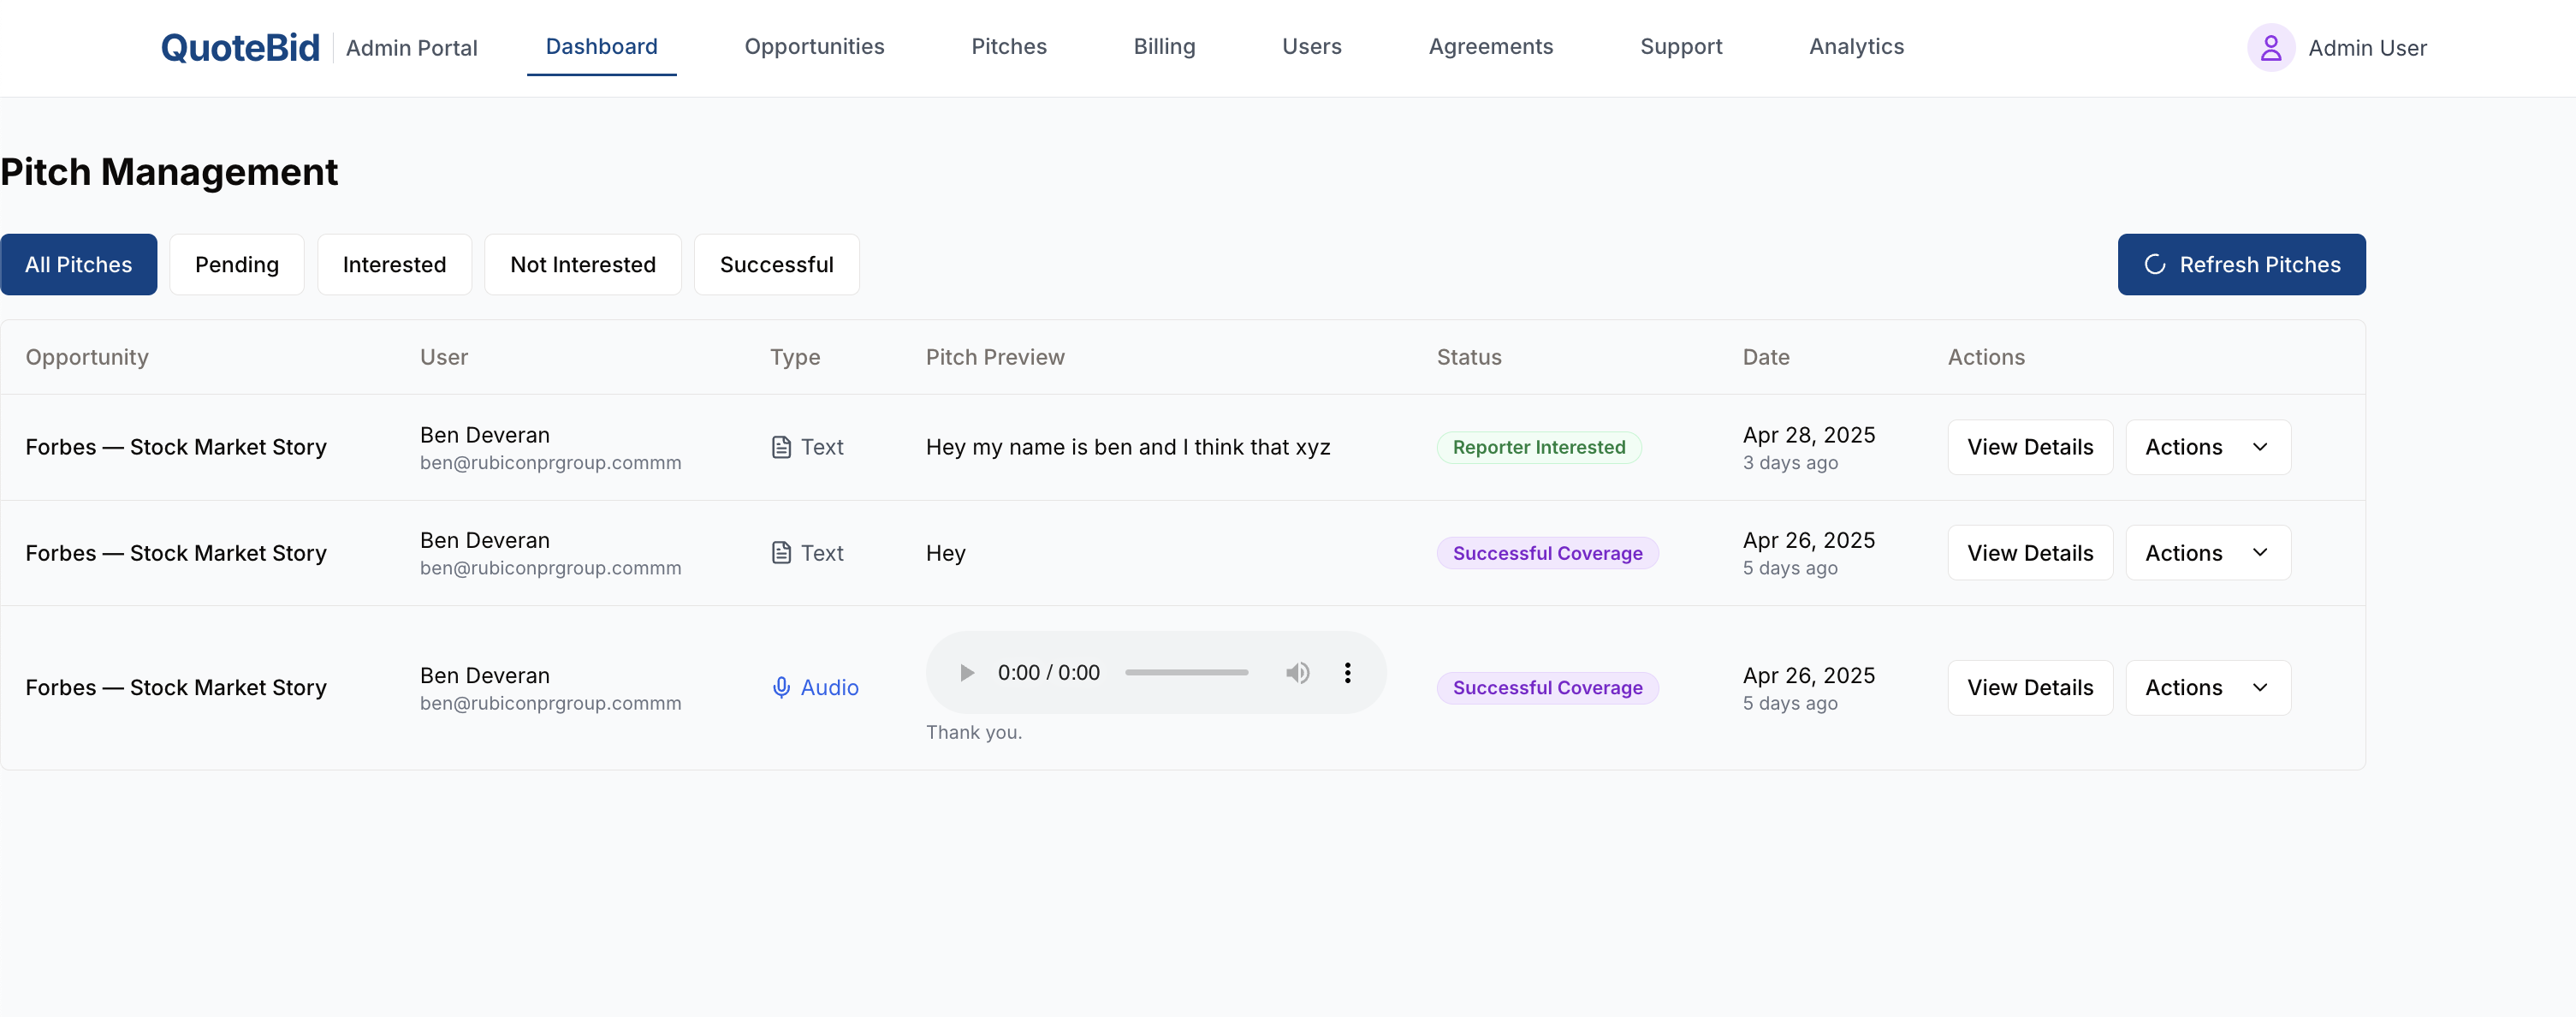 QuoteBid Admin Portal Dashboard Opportunities Pitches Billing Users Agreements Support Analytics Admin User
Pitch Management
All Pitches Pending Interested Not Interested Successful Refresh Pitches
Opportunity User Type Pitch Preview Status Date Actions
Forbes — Stock Market Story Ben Deveran Text Hey my name is ben and I think that xyz Reporter Interested Apr 28, 2025 View Details Actions
ben@rubiconprgroup.commm 3 days ago
Forbes — Stock Market Story Ben Deveran Text Hey Successful Coverage Apr 26, 2025 View Details Actions
ben@rubiconprgroup.commm 5 days ago
0:00 / 0:00
Forbes — Stock Market Story Ben Deveran Audio Successful Coverage Apr 26, 2025 View Details Actions
ben@rubiconprgroup.commm 5 days ago
Thank you.